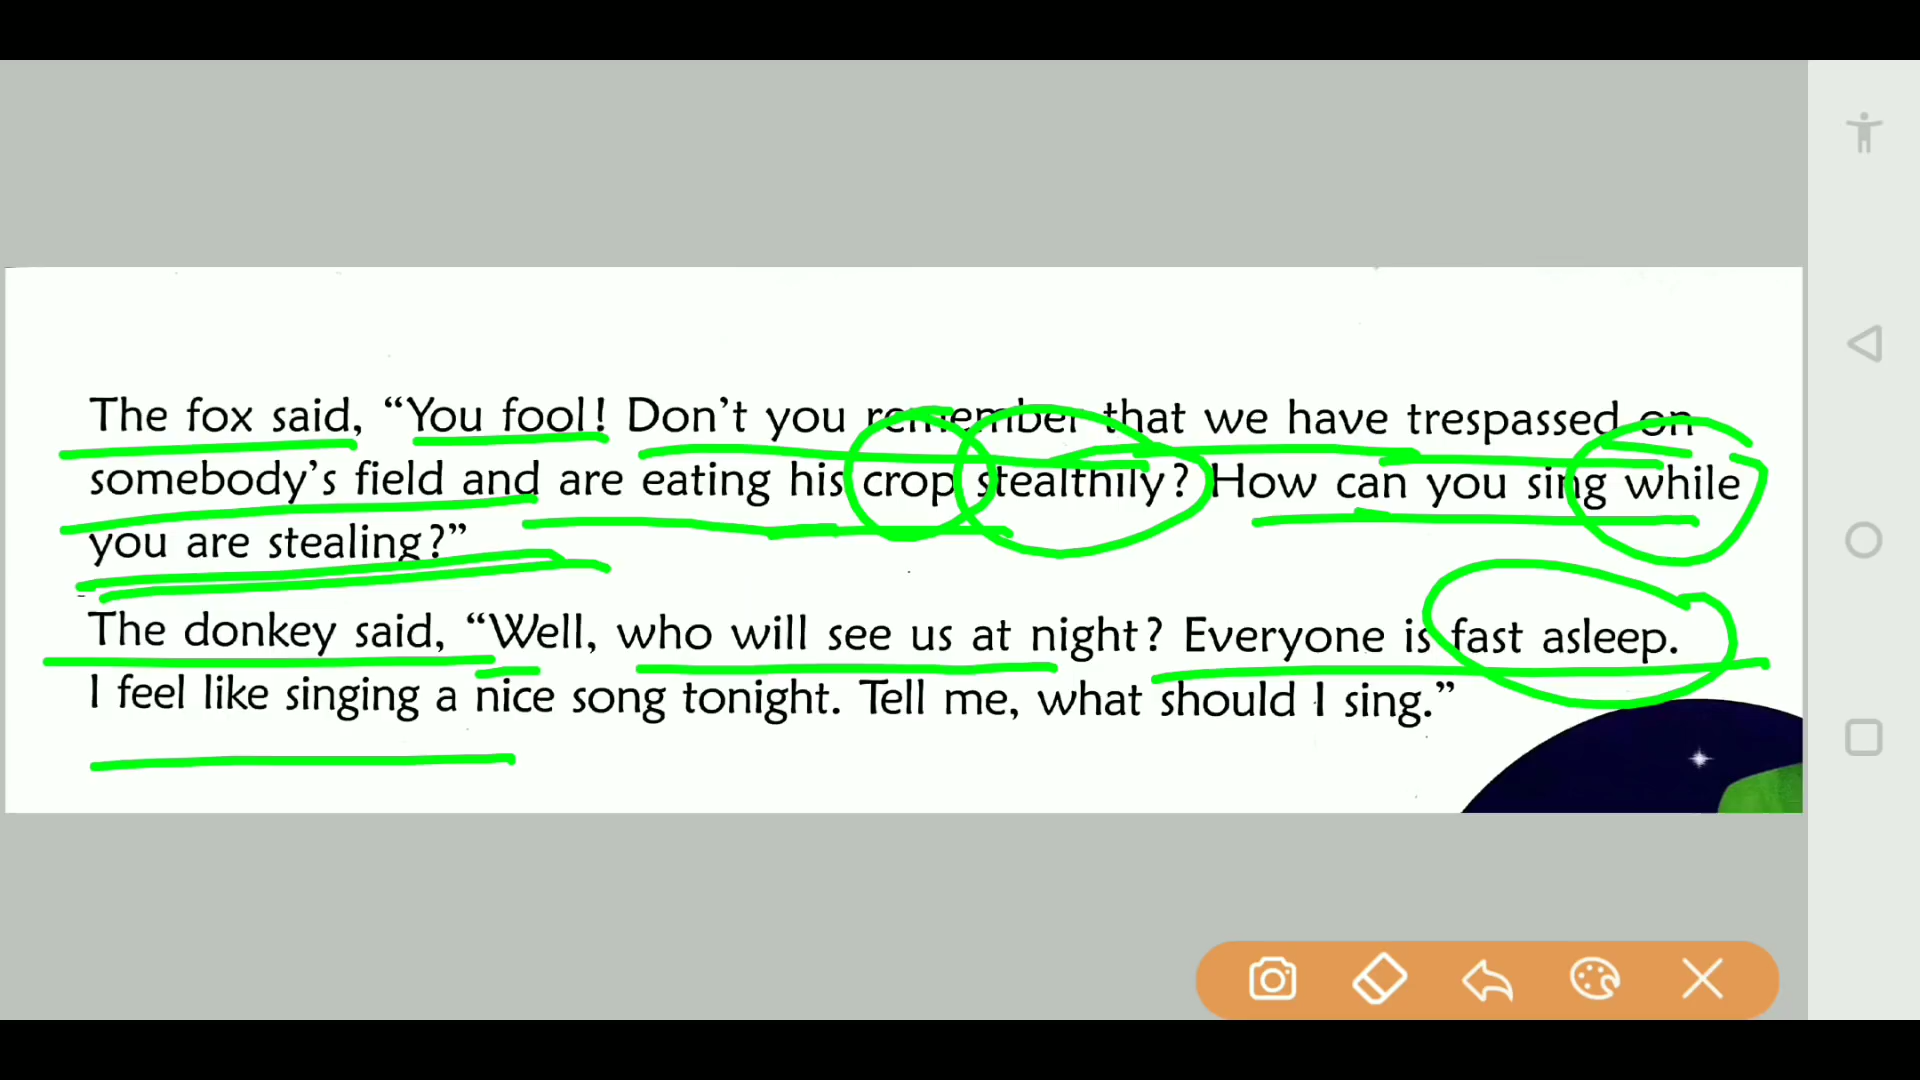 The fox said, “You fool! Don’t you remember that we have trespassed on
somebody’s field and are eating his crop stealthily? How can you sing while
you are stealing?”
The donkey said, “Well, who will see us at night? Everyone is fast asleep.
I feel like singing a nice song tonight. Tell me, what should I sing.”